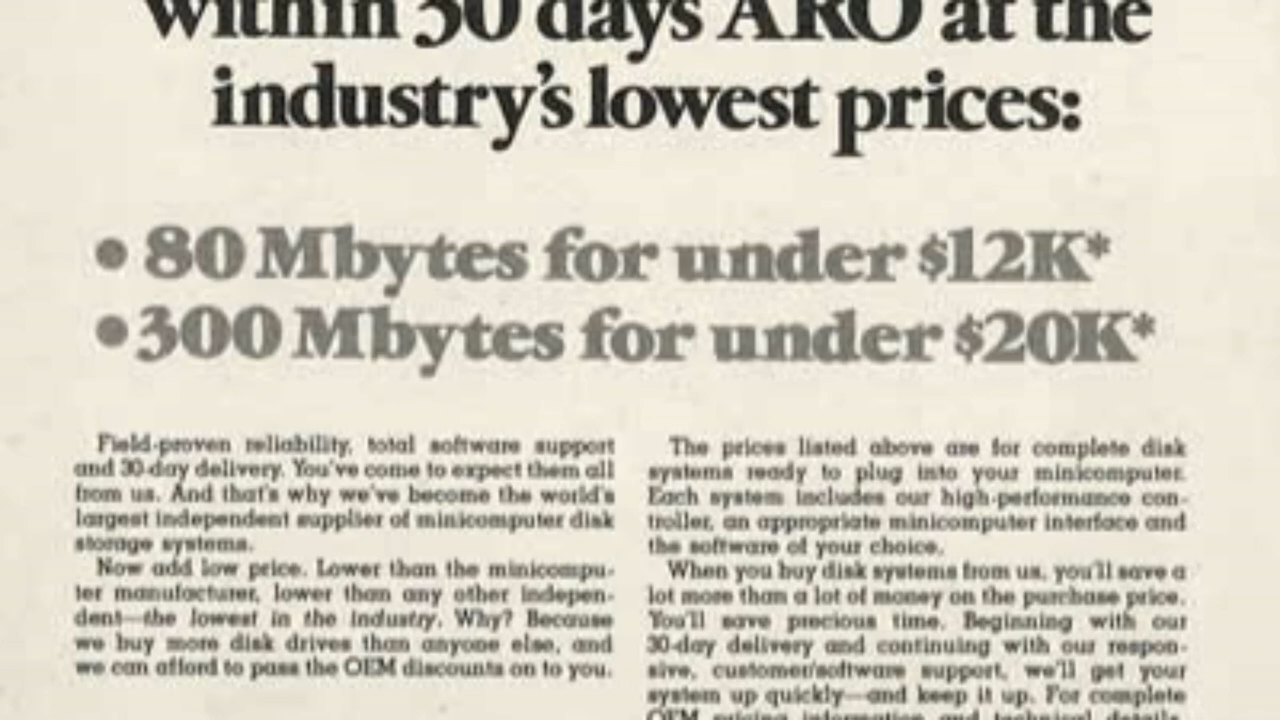 within 30 days ARO at the
industry's lowest prices:
• 80 Mbytes for under $12K*
• 300 Mbytes for under $20K*
Field-proven reliability, total software support
and 30-day delivery. You've come to expect them all
from us. And that's why we've become the world's
largest independent supplier of minicomputer disk
storage systems.
Now add low price. Lower than the minicompu-
ter manufacturer, lower than any other indepen-
dent—the lowest in the industry. Why? Because
we buy more disk drives than anyone else, and
we can afford to pass the OEM discounts on to you.
The prices listed above are for complete disk
systems ready to plug into your minicomputer.
Each system includes our high-performance con-
troller, an appropriate minicomputer interface and
the software of your choice.
When you buy disk systems from us, you'll save a
lot more than a lot of money on the purchase price.
You'll save precious time. Beginning with our
30-day delivery and continuing with our respon-
sive, customer/software support, we'll get your
system up quickly—and keep it up. For complete
OEM pricing information and technical details,